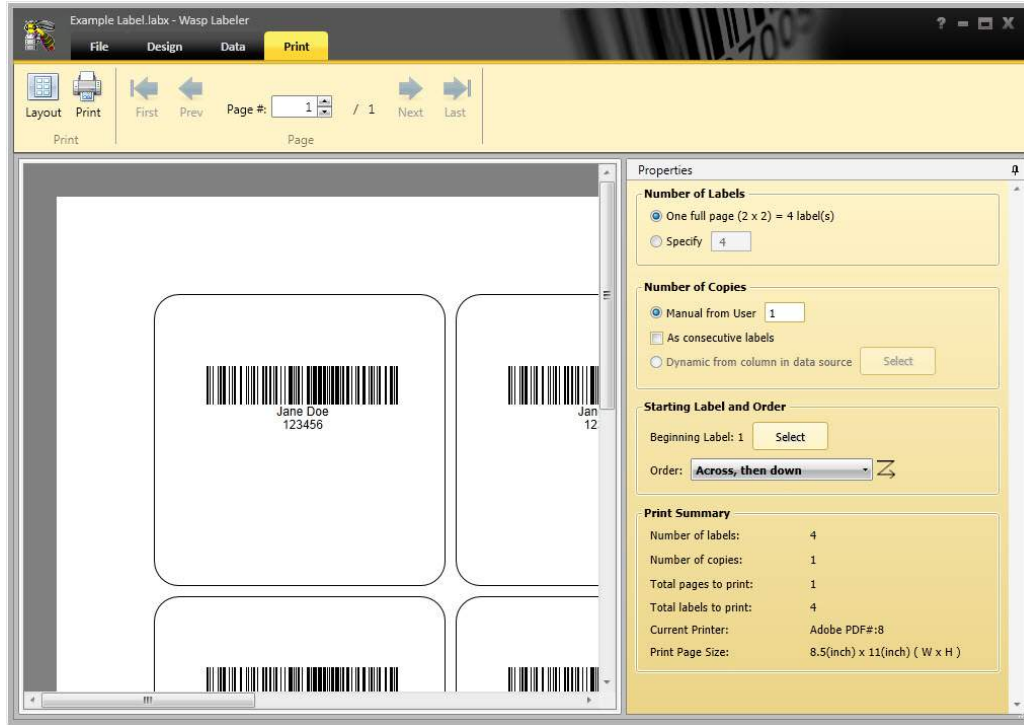 Example Label.labx - Wasp Labeler
File Design Data Print
Layout Print First Prev Page #: 1 / 1 Next Last
Print Page
Properties
Number of Labels
One full page (2 x 2) = 4 label(s)
Specify 4
Number of Copies
Manual from User 1
As consecutive labels
Dynamic from column in data source Select
Starting Label and Order
Beginning Label: 1 Select
Order: Across, then down
Print Summary
Number of labels: 4
Number of copies: 1
Total pages to print: 1
Total labels to print: 4
Current Printer: Adobe PDF#:8
Print Page Size: 8.5(inch) x 11(inch) ( W x H )
Jane Doe
123456
Jan
12